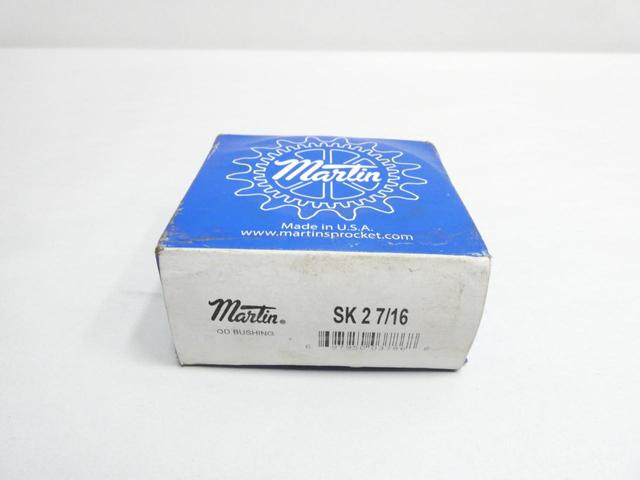 Martin
Made in U.S.A.
www.martinsprocket.com
Martin®
QD BUSHING
SK 2 7/16